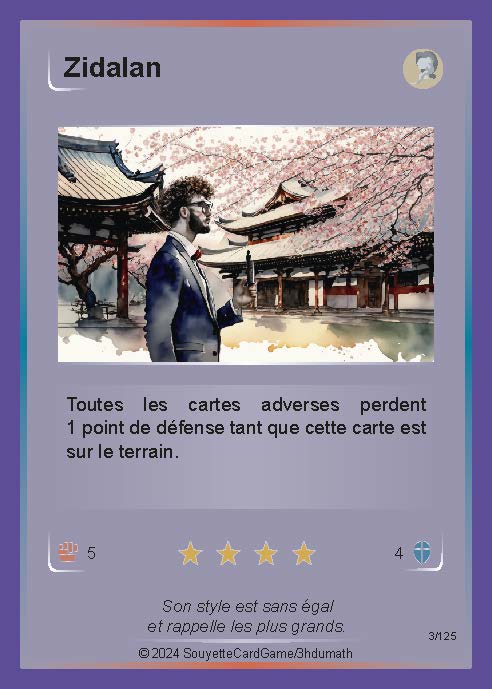 Zidalan
Toutes les cartes adverses perdent
1 point de défense tant que cette carte est
sur le terrain.
5
4
Son style est sans égal
et rappelle les plus grands.
3/125
© 2024 SouyetteCardGame/3hdumath